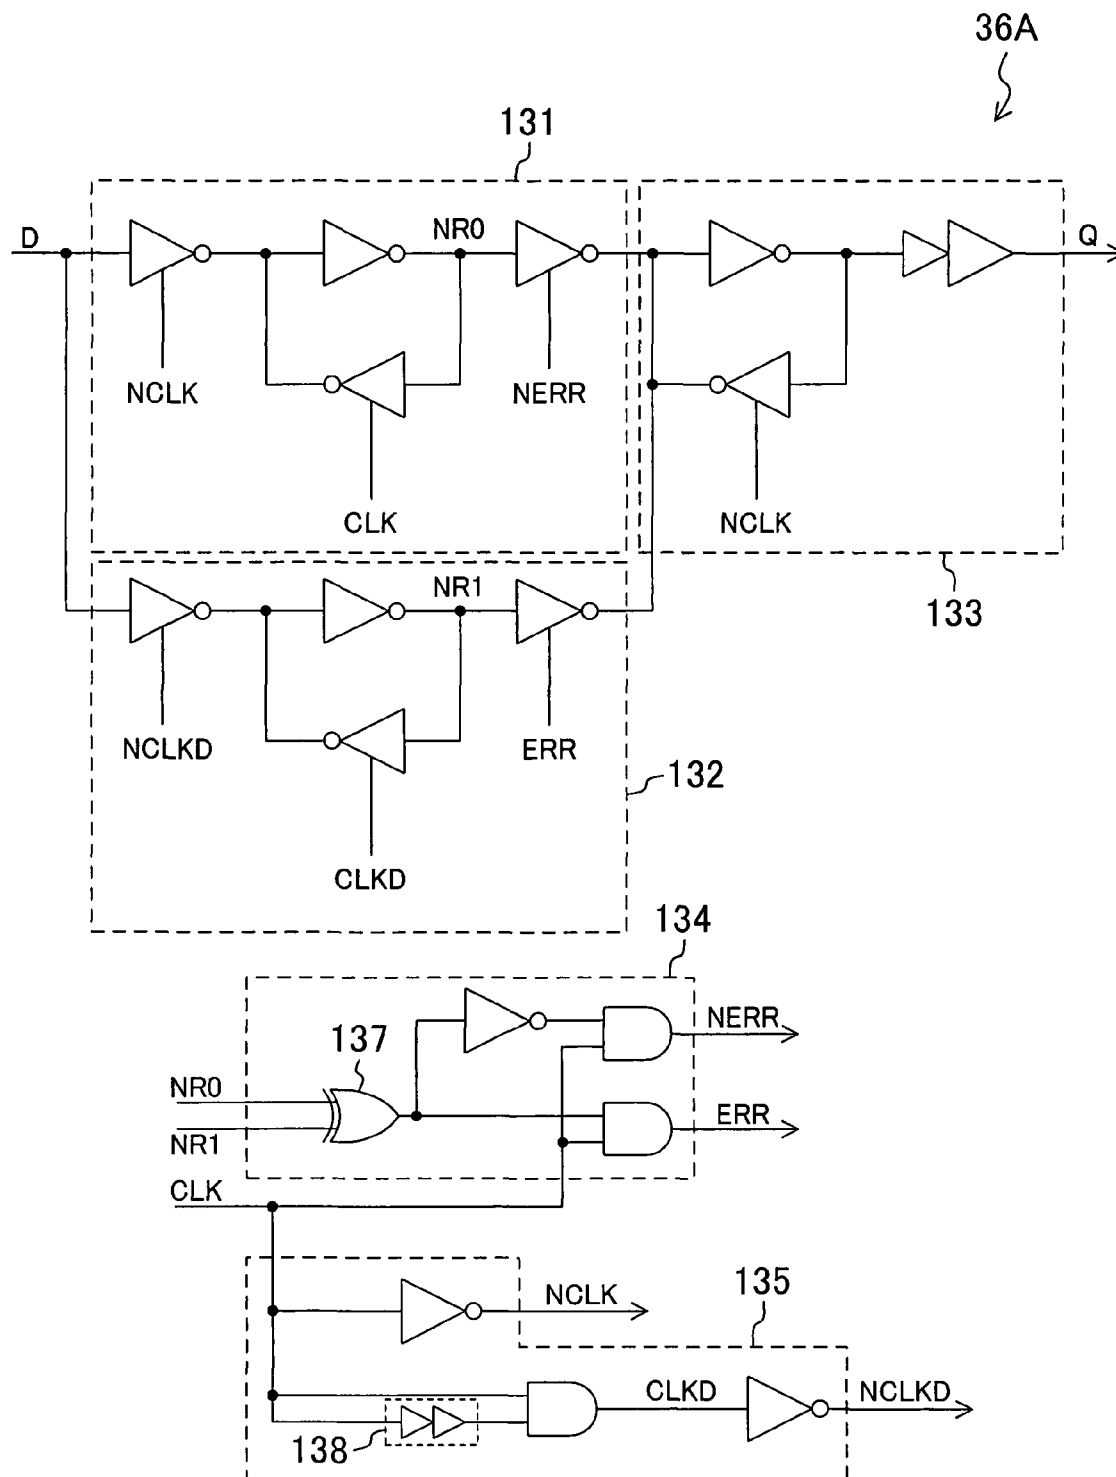 36A
131
D
NR0
Q
NCLK
NERR
CLK
NCLK
133
NR1
NCLKD
ERR
132
CLKD
134
NERR
137
NR0
ERR
NR1
CLK
NCLK
135
CLKD
NCLKD
138